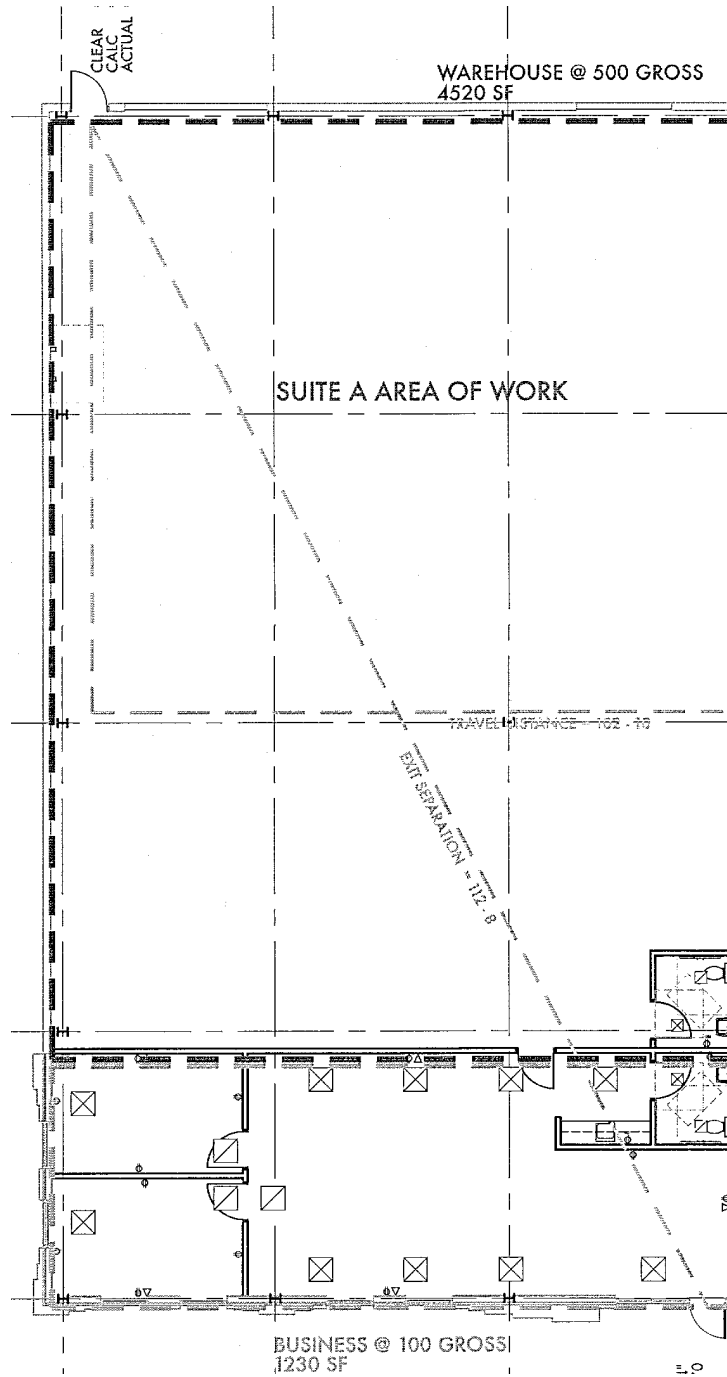 CLEAR
CALC
ACTUAL
WAREHOUSE @ 500 GROSS
4520 SF
SUITE A AREA OF WORK
EXIT SEPARATION = 112 - 8
BUSINESS @ 100 GROSS
1230 SF